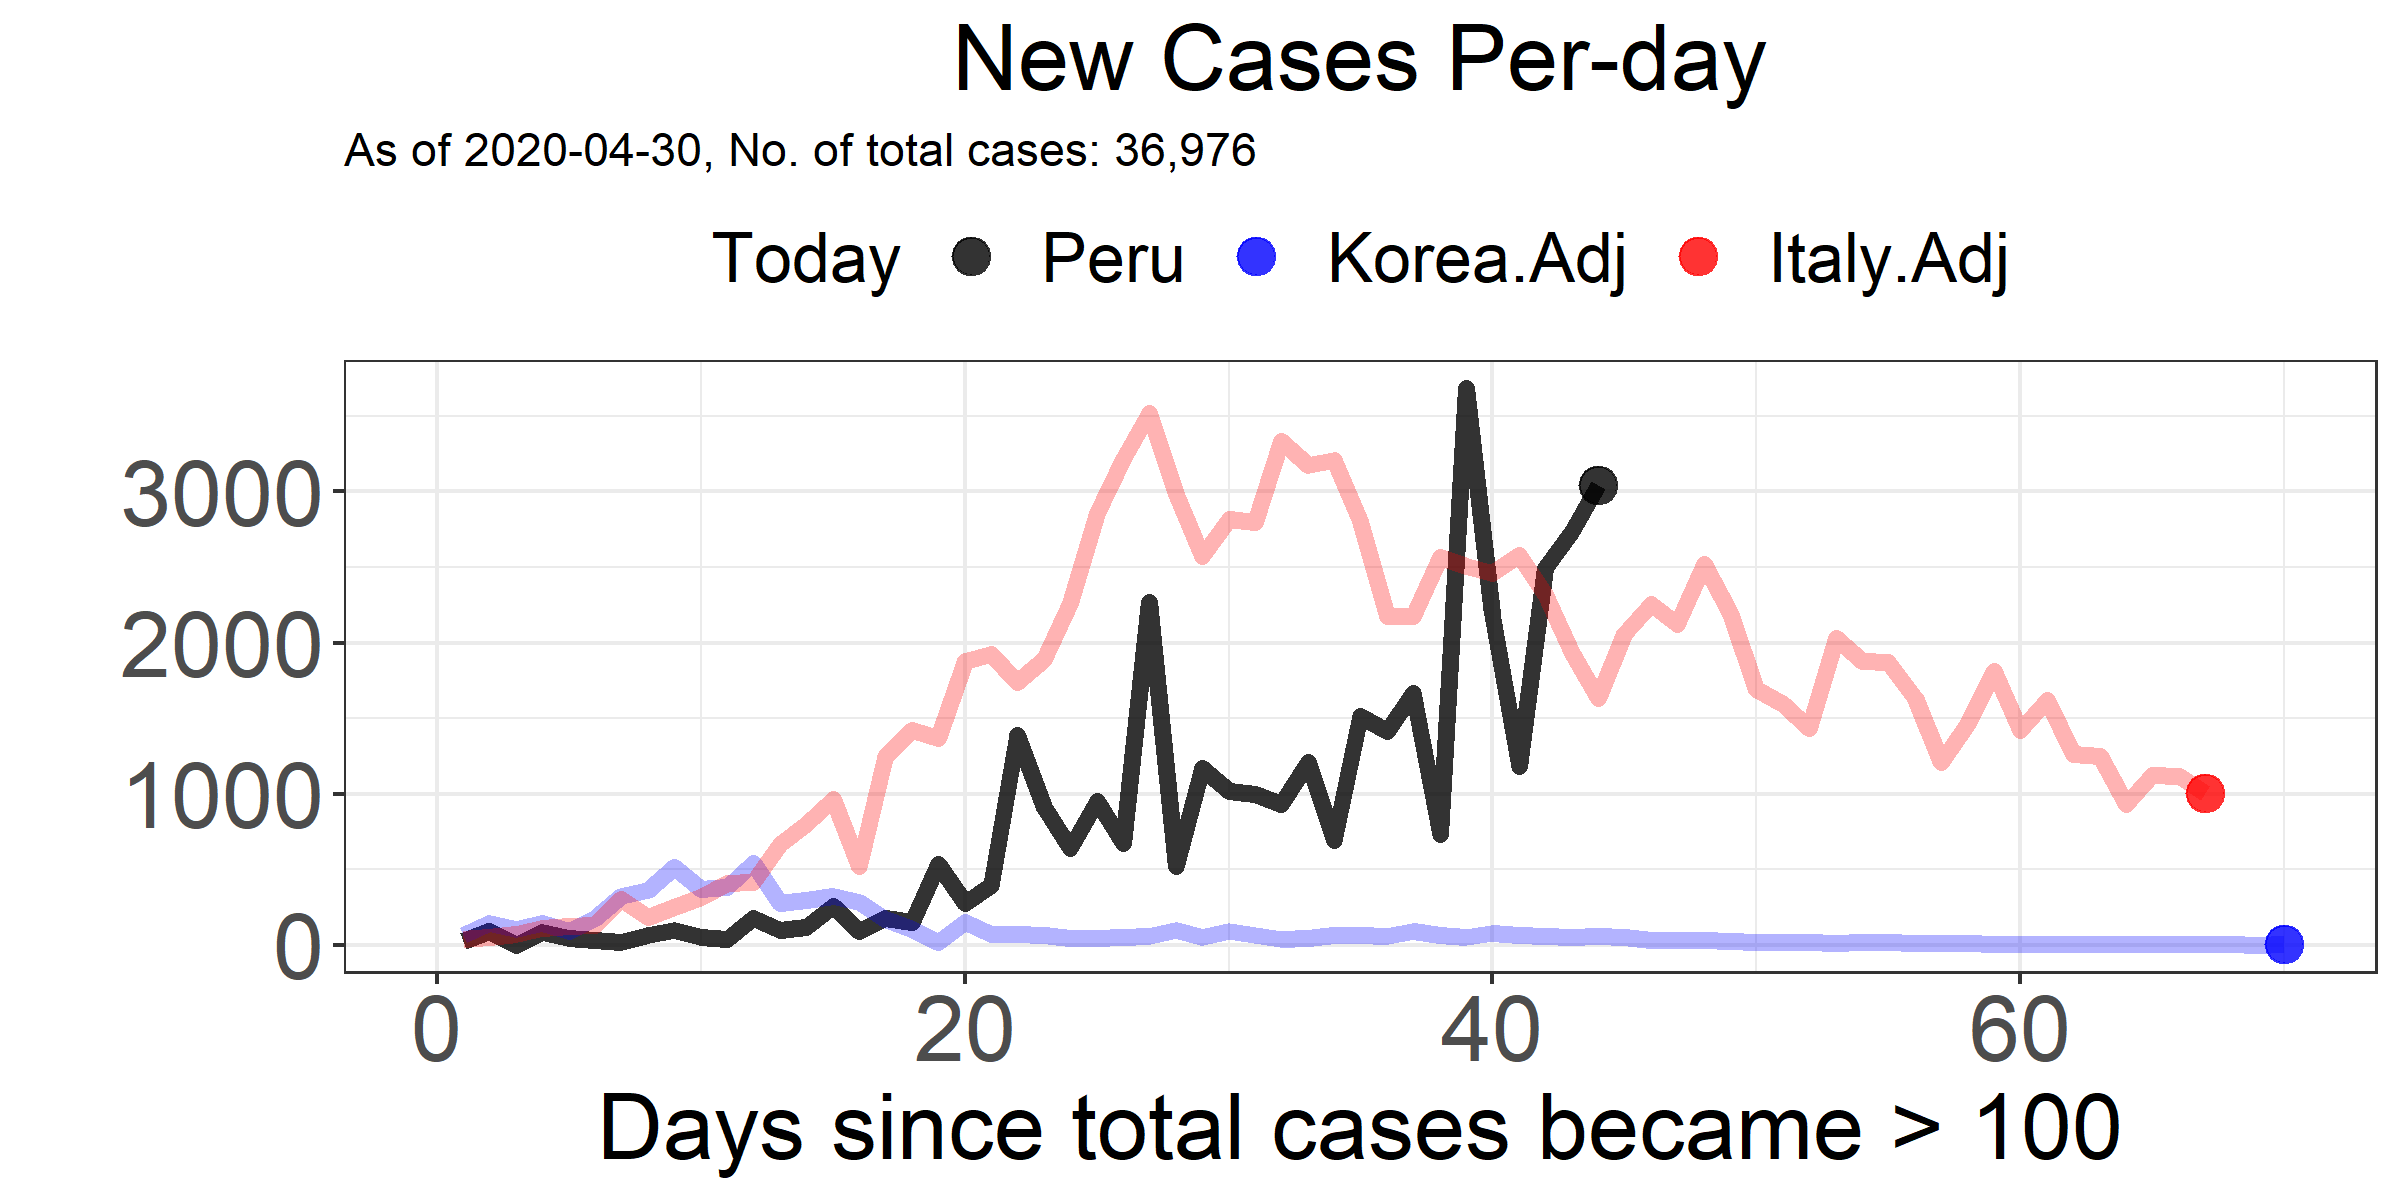 New Cases Per-day
As of 2020-04-30, No. of total cases: 36,976
Today Peru Korea.Adj Italy.Adj
3000
2000
1000
0
0 20 40 60
Days since total cases became > 100